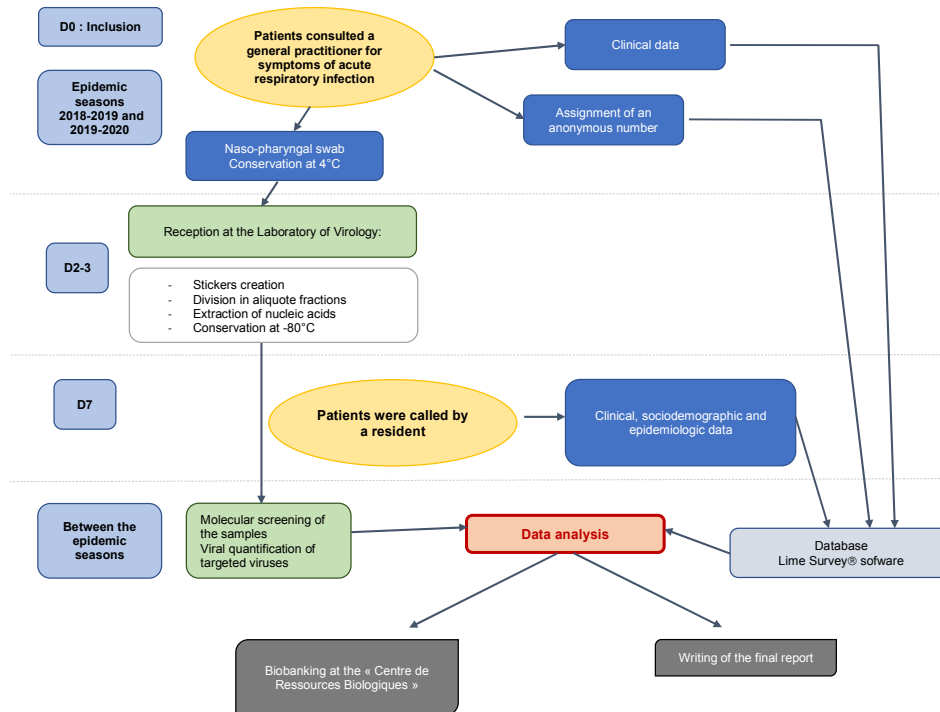 D0 : Inclusion
Patients consulted a
general practitioner for
symptoms of acute
respiratory infection
Clinical data
Epidemic
seasons
2018-2019 and
2019-2020
Assignment of an
anonymous number
Naso-pharyngal swab
Conservation at 4°C
Reception at the Laboratory of Virology:
D2-3
- Stickers creation
- Division in aliquote fractions
- Extraction of nucleic acids
- Conservation at -80°C
D7
Patients were called by
a resident
Clinical, sociodemographic and
epidemiologic data
Between the
epidemic
seasons
Molecular screening of
the samples
Viral quantification of
targeted viruses
Data analysis
Database
Lime Survey® sofware
Biobanking at the « Centre de
Ressources Biologiques »
Writing of the final report